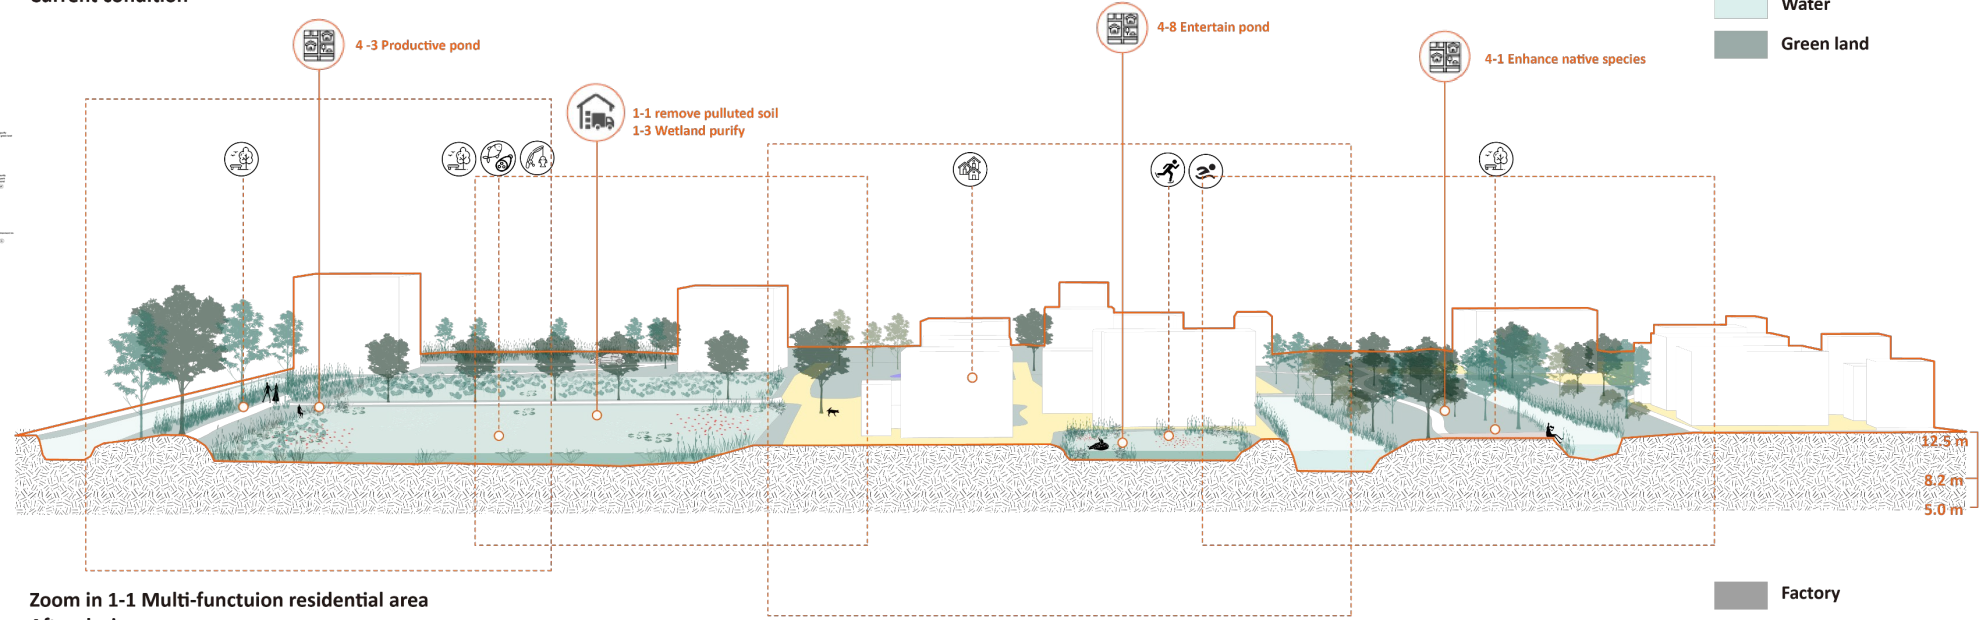 Current condition
Water
Green land
4 -3 Productive pond
4-8 Entertain pond
4-1 Enhance native species
1-1 remove pulluted soil
1-3 Wetland purify
12.5 m
8.2 m
5.0 m
Zoom in 1-1 Multi-functuion residential area
Factory